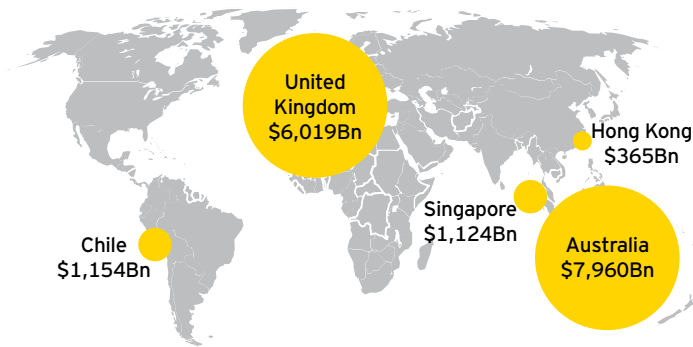 United
Kingdom
$6,019Bn
Hong Kong
$365Bn
Singapore
$1,124Bn
Chile
$1,154Bn
Australia
$7,960Bn